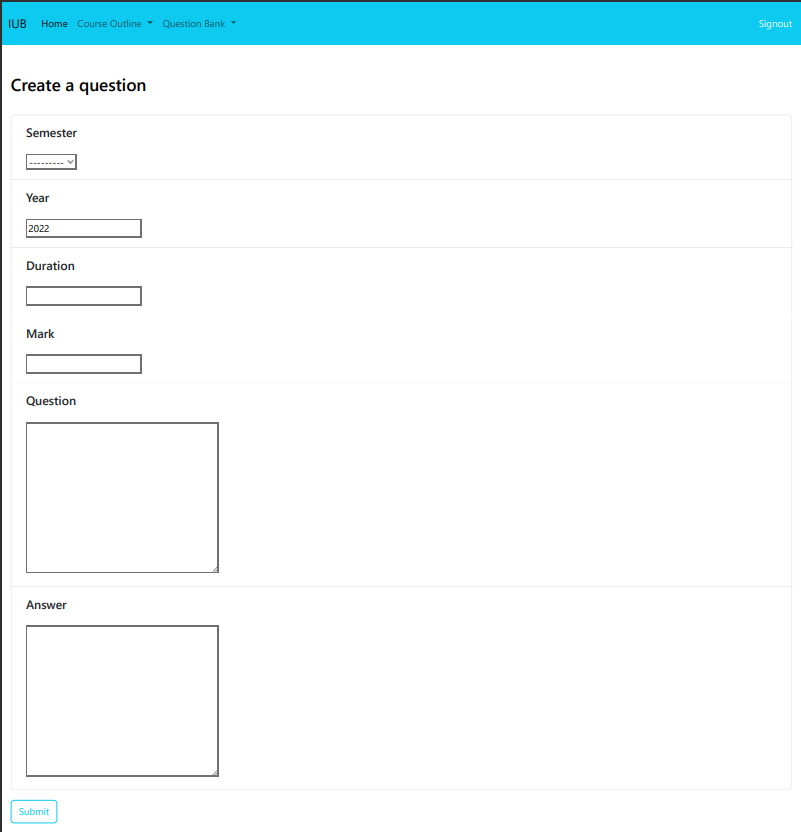 IUB Home Course Outline Question Bank Signout
Create a question
Semester
---------
Year
2022
Duration
Mark
Question
Answer
Submit